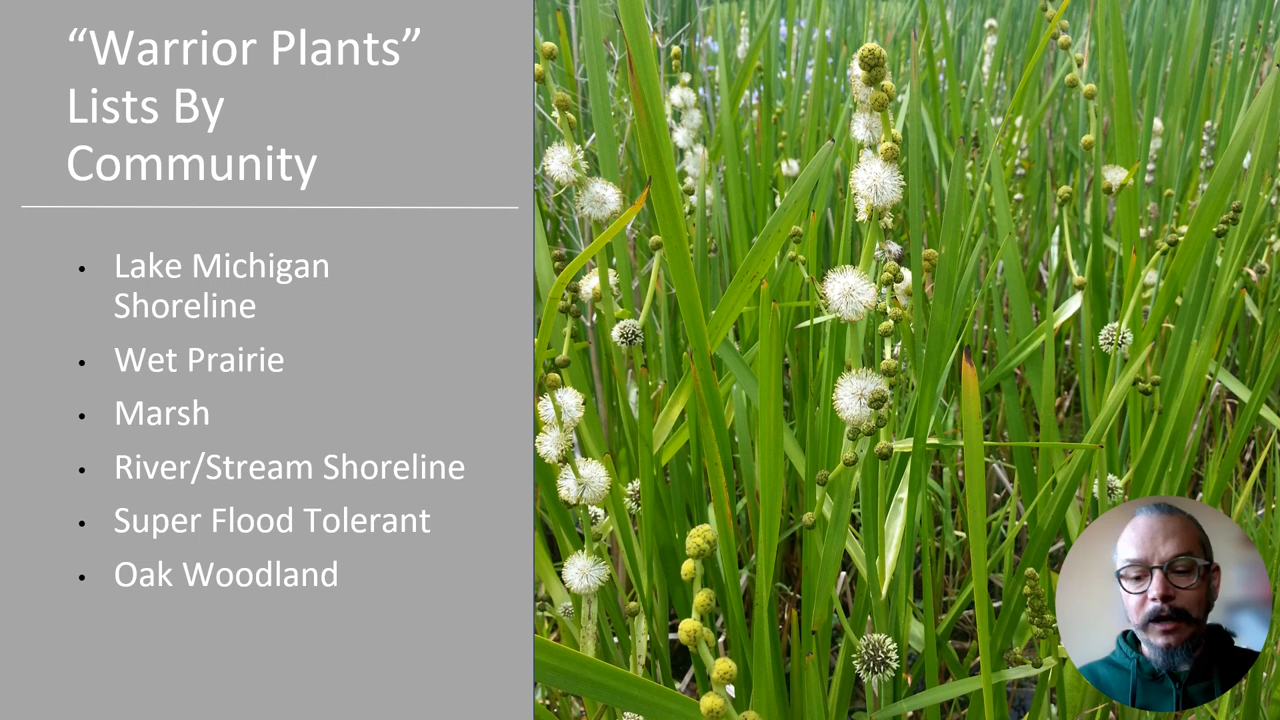 “Warrior Plants”
Lists By
Community
• Lake Michigan
Shoreline
• Wet Prairie
• Marsh
• River/Stream Shoreline
• Super Flood Tolerant
• Oak Woodland